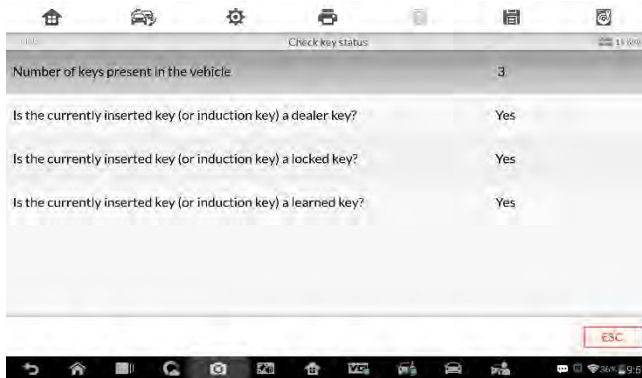 Check key status
Number of keys present in the vehicle 3
Is the currently inserted key (or induction key) a dealer key? Yes
Is the currently inserted key (or induction key) a locked key? Yes
Is the currently inserted key (or induction key) a learned key? Yes
ESC
36%